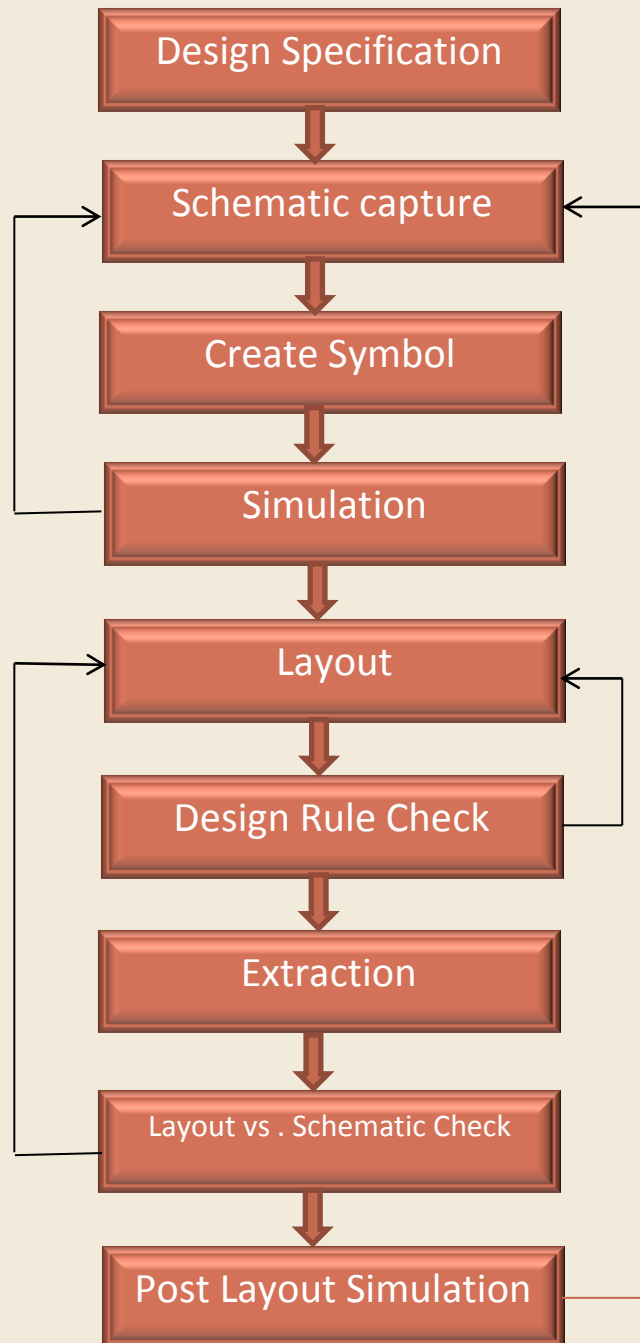 Design Specification
Schematic capture
Create Symbol
Simulation
Layout
Design Rule Check
Extraction
Layout vs . Schematic Check
Post Layout Simulation